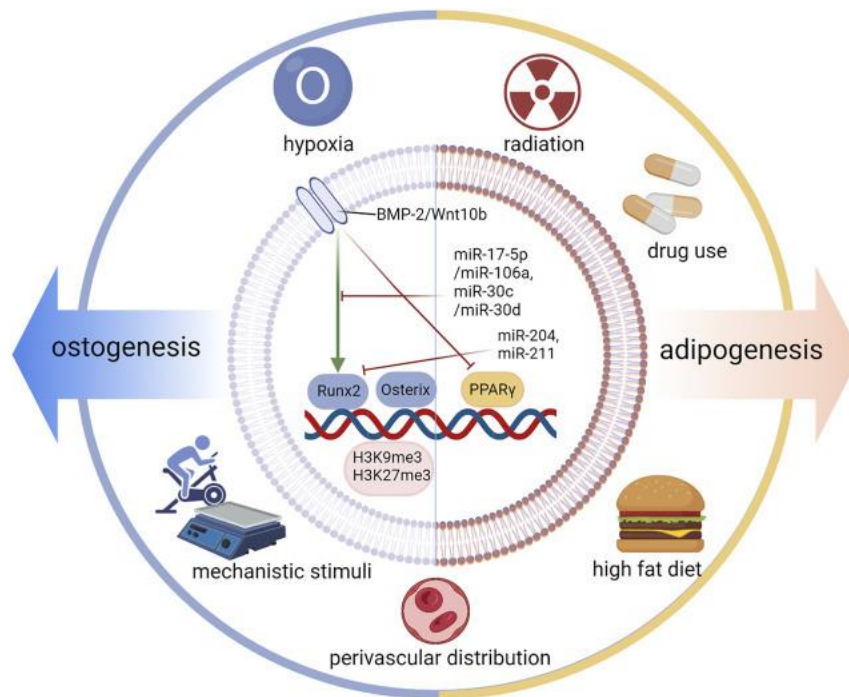 O
hypoxia
radiation
BMP-2/Wnt10b
drug use
miR-17-5p
/miR-106a,
miR-30c
/miR-30d
miR-204,
miR-211
ostogenesis
adipogenesis
Runx2
Osterix
PPARγ
H3K9me3
H3K27me3
mechanistic stimuli
high fat diet
perivascular distribution